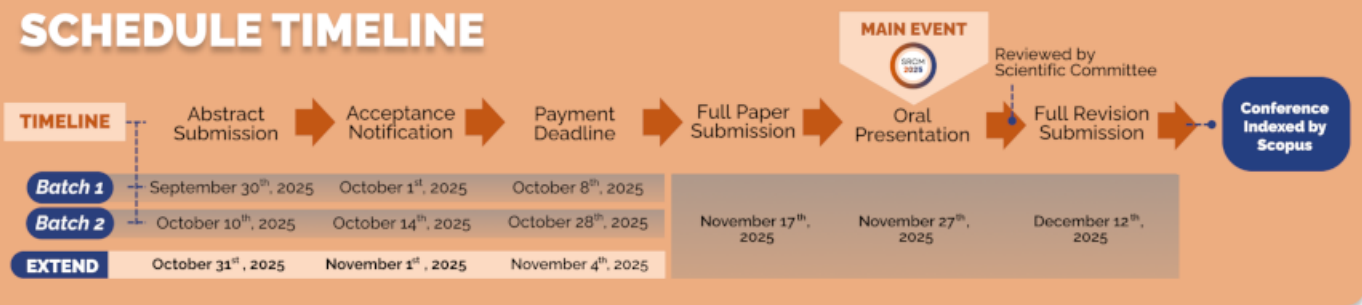 SCHEDULE TIMELINE
MAIN EVENT
SRCM
2025
Reviewed by
Scientific Committee
TIMELINE
Abstract
Submission
Acceptance
Notification
Payment
Deadline
Full Paper
Submission
Oral
Presentation
Full Revision
Submission
Conference
Indexed by
Scopus
Batch 1
September 30th, 2025
October 1st, 2025
October 8th, 2025
Batch 2
October 10th, 2025
October 14th, 2025
October 28th, 2025
November 17th,
2025
November 27th,
2025
December 12th,
2025
EXTEND
October 31st, 2025
November 1st, 2025
November 4th, 2025